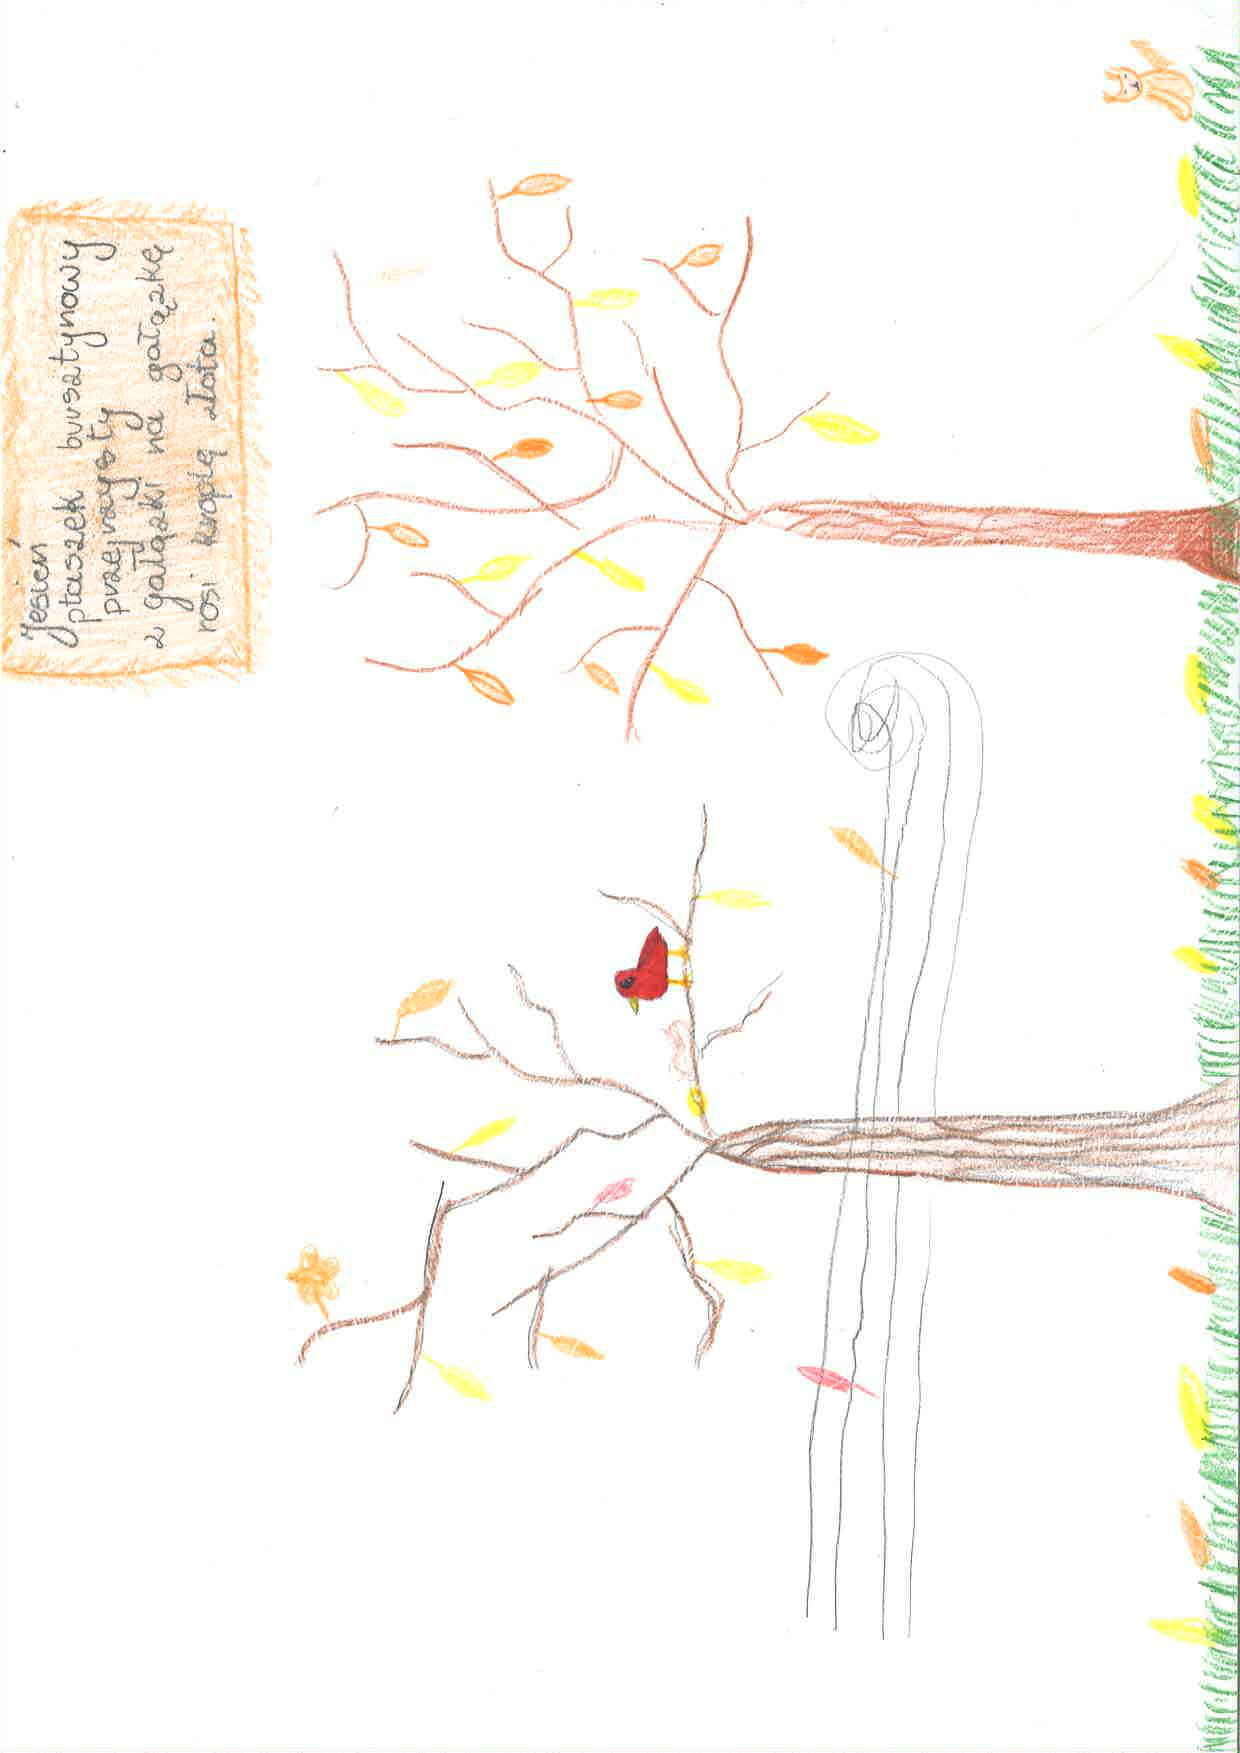 Jesień
ptaszek bursztynowy
przejrzysty
z gałązki na gałązkę
rosi kroplę złota.